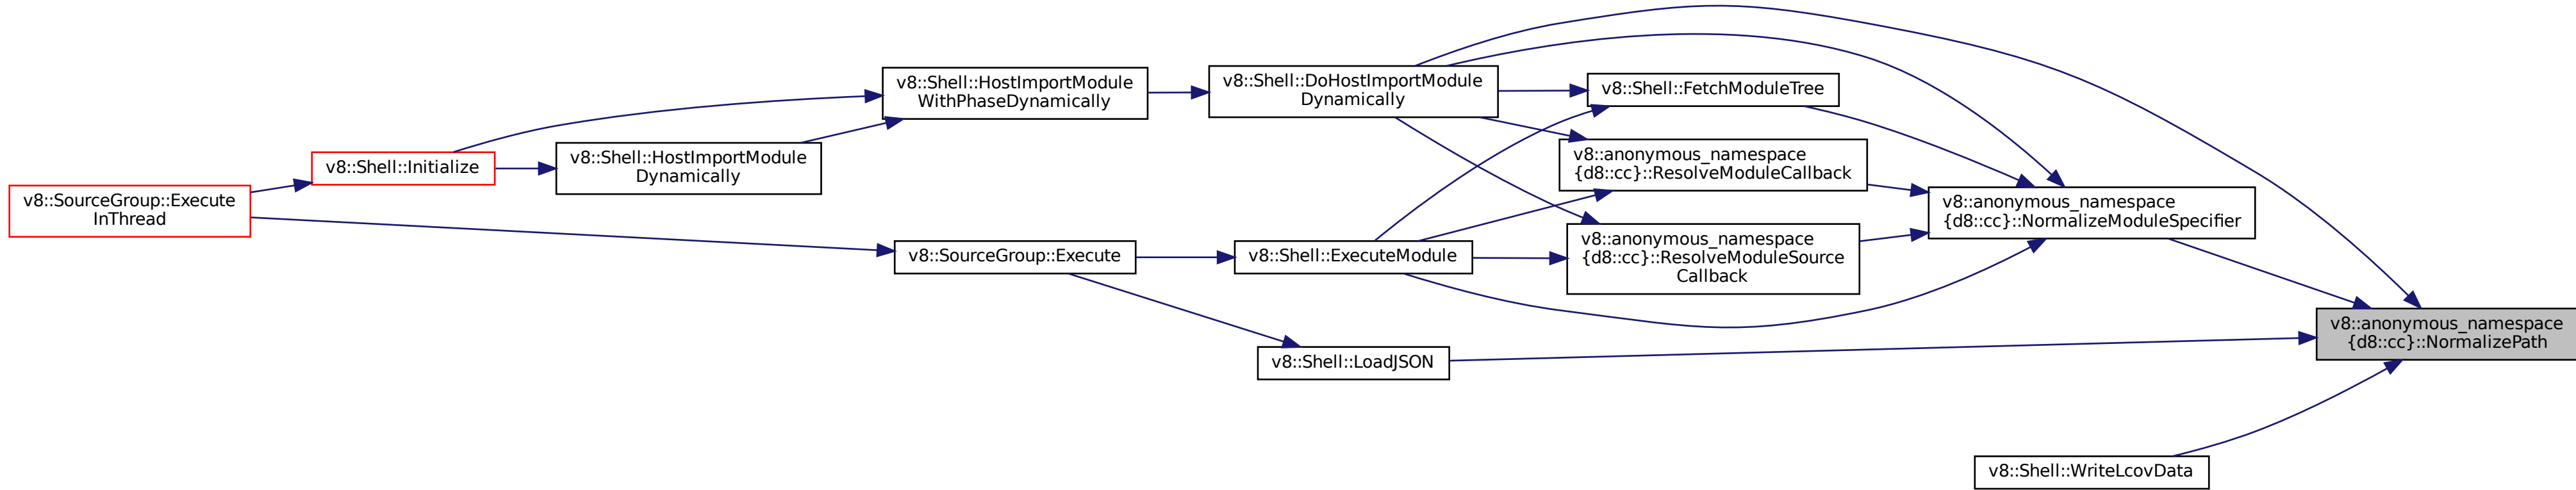 v8::SourceGroup::Execute
InThread
v8::Shell::Initialize
v8::Shell::HostImportModule
Dynamically
v8::Shell::HostImportModule
WithPhaseDynamically
v8::SourceGroup::Execute
v8::Shell::DoHostImportModule
Dynamically
v8::Shell::ExecuteModule
v8::Shell::LoadJSON
v8::Shell::FetchModuleTree
v8::anonymous_namespace
{d8::cc}::ResolveModuleCallback
v8::anonymous_namespace
{d8::cc}::ResolveModuleSource
Callback
v8::anonymous_namespace
{d8::cc}::NormalizeModuleSpecifier
v8::Shell::WriteLcovData
v8::anonymous_namespace
{d8::cc}::NormalizePath